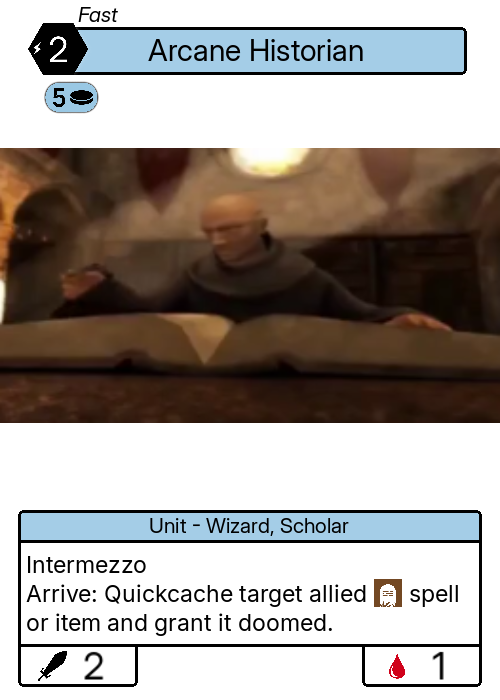 Fast
2 Arcane Historian
5
Unit - Wizard, Scholar
Intermezzo
Arrive: Quickcache target allied spell
or item and grant it doomed.
2 1